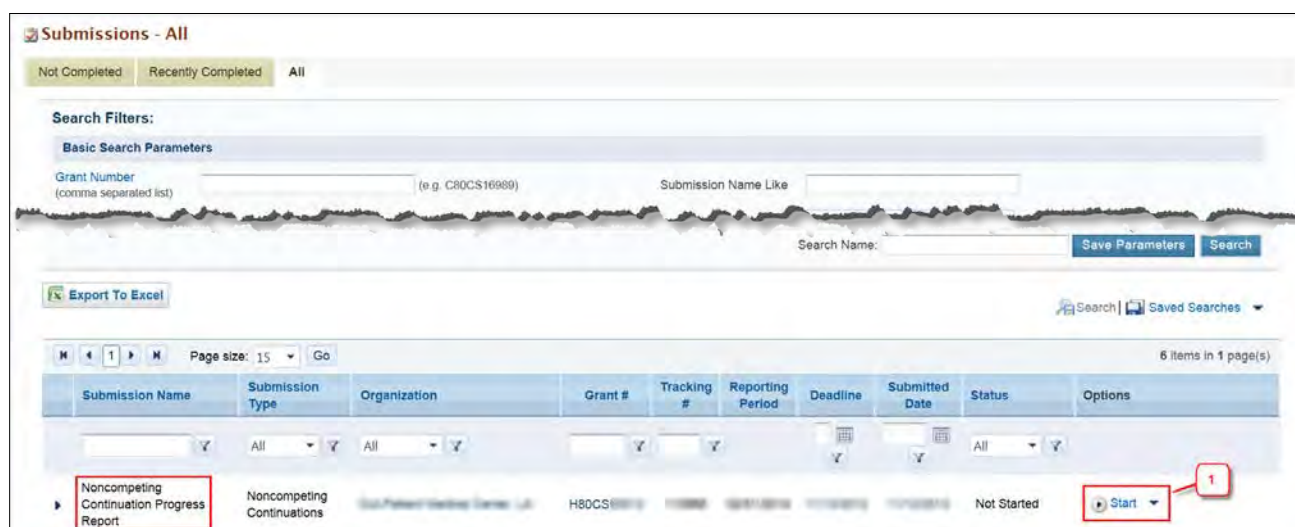 Submissions - All
Not Completed Recently Completed All
Search Filters:
Basic Search Parameters
Grant Number (e.g. C80CS16989) Submission Name Like
(comma separated list)
Search Name: Save Parameters Search
Export To Excel
Search | Saved Searches
1 Page size: 15 Go 6 items in 1 page(s)
Submission Name Submission Type Organization Grant # Tracking # Reporting Period Deadline Submitted Date Status Options
All All All
Noncompeting Continuation Progress Report Noncompeting Continuations H80CS Not Started Start
1